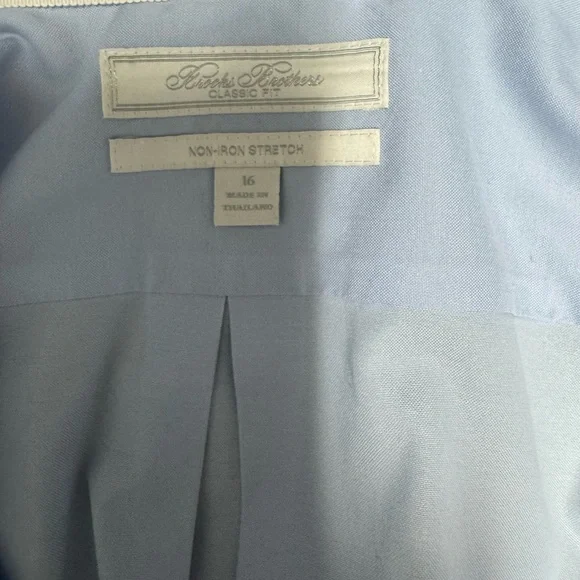 Brooks Brothers
CLASSIC FIT
NON-IRON STRETCH
16
MADE IN
THAILAND